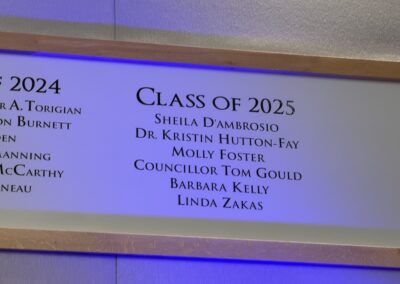 F 2024
R A. TORIGIAN
ON BURNETT
DEN
MANNING
MCCARTHY
NEAU
CLASS OF 2025
SHEILA D'AMBROSIO
DR. KRISTIN HUTTON-FAY
MOLLY FOSTER
COUNCILLOR TOM GOULD
BARBARA KELLY
LINDA ZAKAS